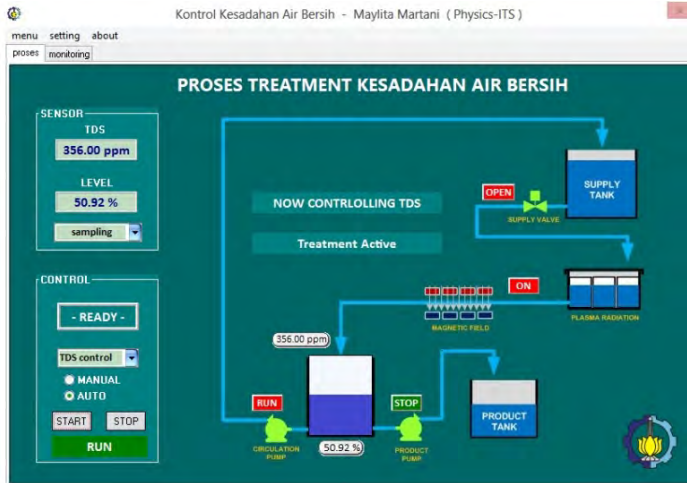 Kontrol Kesadahan Air Bersih - Maylita Martani ( Physics-ITS )
menu setting about
proses monitoring
PROSES TREATMENT KESADAHAN AIR BERSIH
SENSOR
TDS
356.00 ppm
LEVEL
50.92 %
sampling
CONTROL
- READY -
TDS control
MANUAL
AUTO
START STOP
RUN
NOW CONTRLOLLING TDS
Treatment Active
OPEN
SUPPLY VALVE
SUPPLY
TANK
ON
MAGNETIC FIELD
PLASMA RADIATION
356.00 ppm)
RUN
CIRCULATION
PUMP
50.92 %)
STOP
PRODUCT
PUMP
PRODUCT
TANK